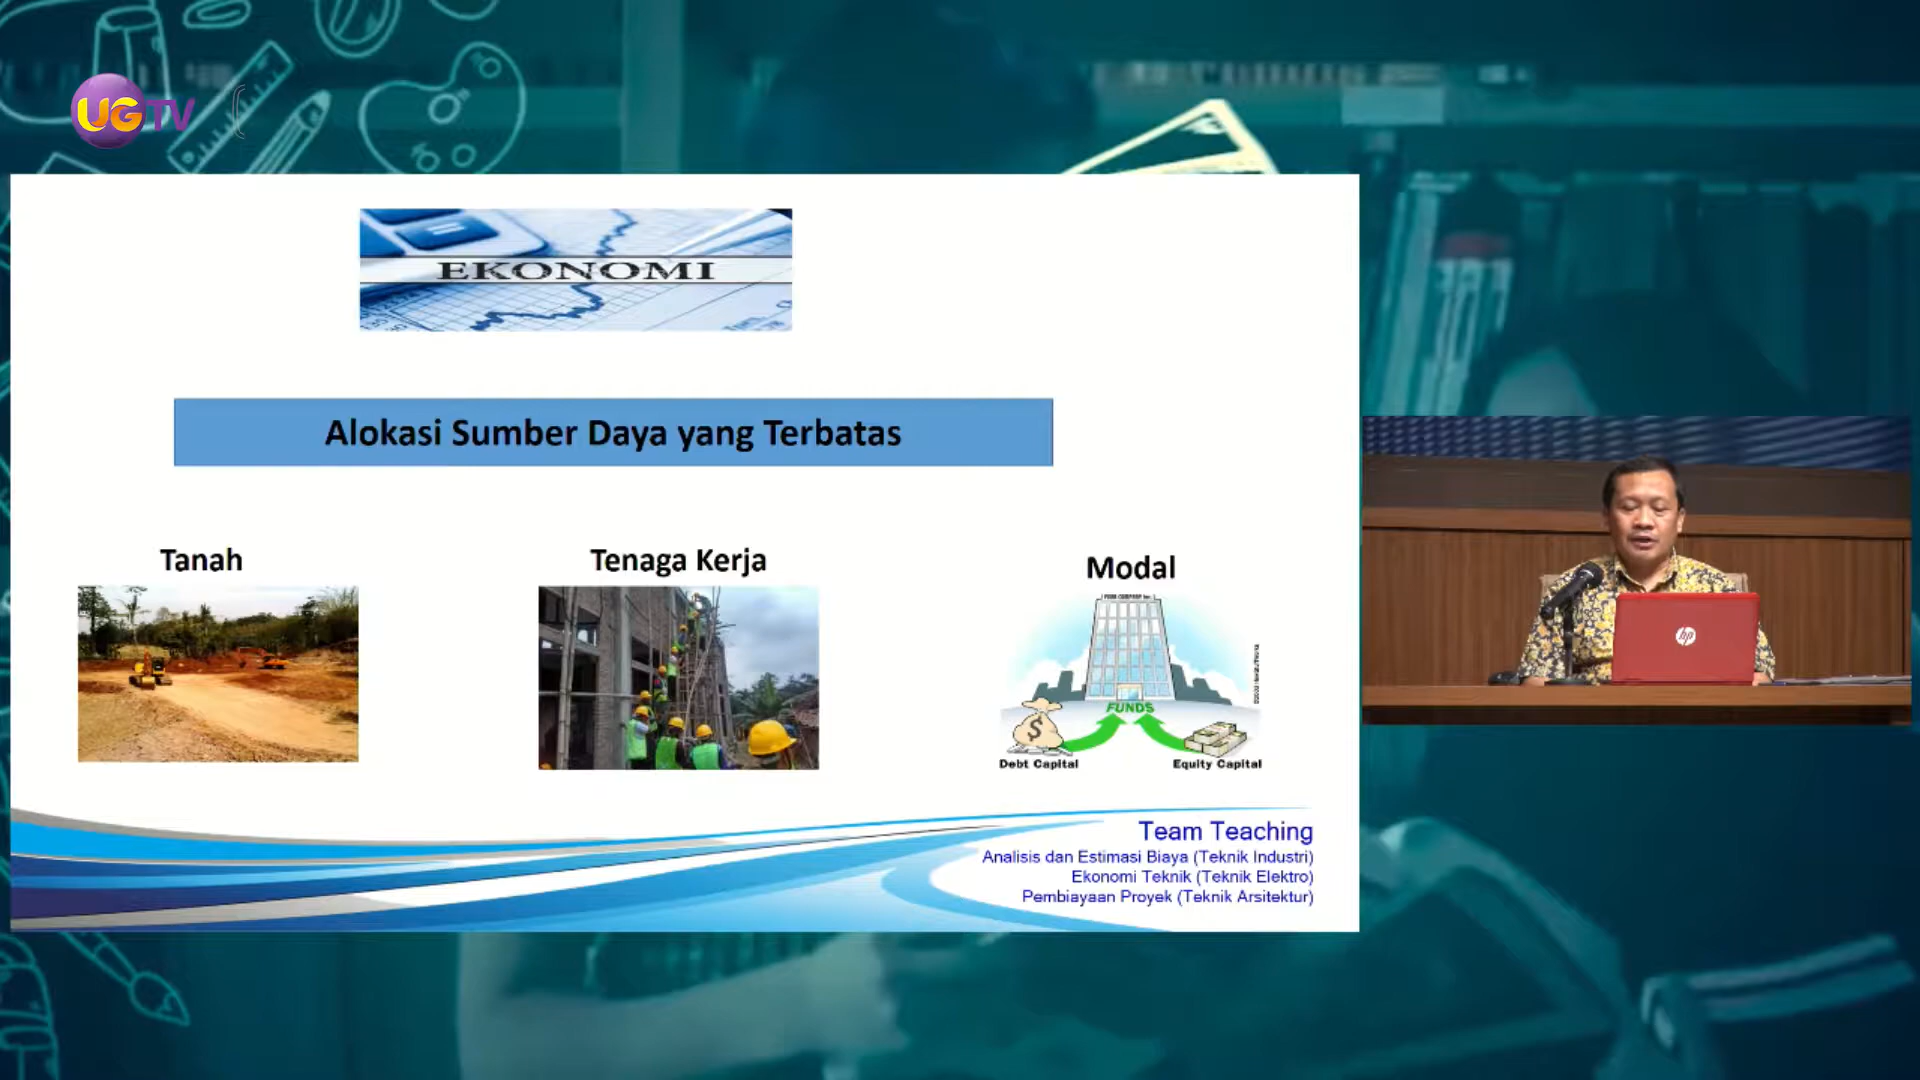 UGTV
EKONOMI
Alokasi Sumber Daya yang Terbatas
Tanah
Tenaga Kerja
Modal
FUNDS
Debt Capital
Equity Capital
hp
Team Teaching
Analisis dan Estimasi Biaya (Teknik Industri)
Ekonomi Teknik (Teknik Elektro)
Pembiayaan Proyek (Teknik Arsitektur)